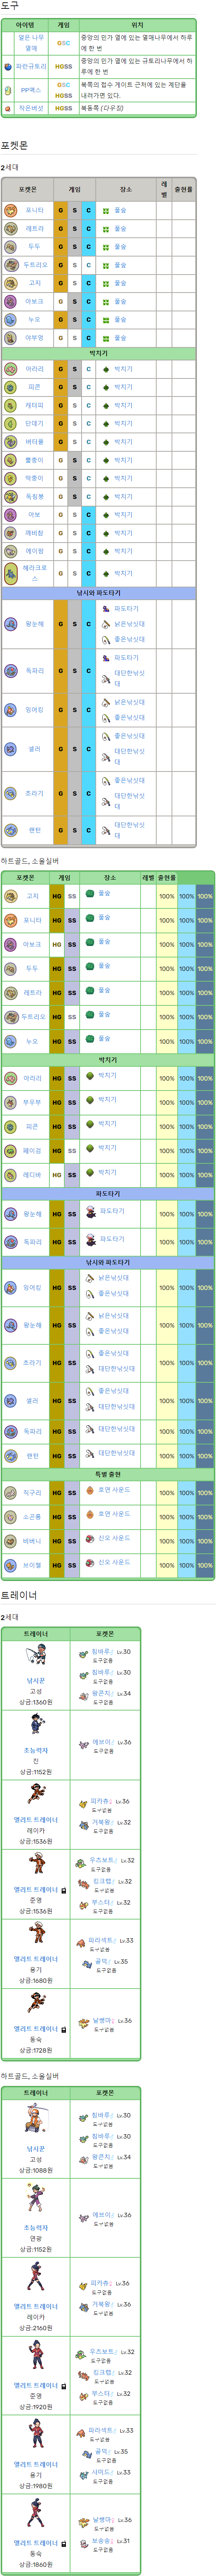 도구
아이템 게임 위치
얇은 나무 열매 GSC 중앙의 민가 옆에 있는 열매나무에서 하루에 한 번
파란규토리 HGSS 중앙의 민가 옆에 있는 규토리나무에서 하루에 한 번
PP맥스 GSC HGSS 북쪽의 접수 게이트 근처에 있는 계단을 내려가면 있다.
작은버섯 HGSS 북동쪽 (다우징)
포켓몬
2세대
포켓몬 게임 장소 레벨 출현률
포니타 G S C 풀숲
레트라 G S C 풀숲
두두 G S C 풀숲
두트리오 G S C 풀숲
고지 G S C 풀숲
아보크 G S C 풀숲
누오 G S C 풀숲
야부엉 G S C 풀숲
박치기
아라리 G S C 박치기
피콘 G S C 박치기
캐터피 G S C 박치기
단데기 G S C 박치기
버터플 G S C 박치기
뿔충이 G S C 박치기
딱충이 G S C 박치기
독침붕 G S C 박치기
아보 G S C 박치기
깨비참 G S C 박치기
에이팜 G S C 박치기
헤라크로스 G S C 박치기
낚시와 파도타기
왕눈해 G S C 파도타기
낡은낚싯대
좋은낚싯대
독파리 G S C 파도타기
대단한낚싯대
잉어킹 G S C 낡은낚싯대
좋은낚싯대
셀러 G S C 좋은낚싯대
대단한낚싯대
초라기 G S C 좋은낚싯대
대단한낚싯대
랜턴 G S C 대단한낚싯대
하트골드, 소울실버
포켓몬 게임 장소 레벨 출현률
고지 HG SS 풀숲 100% 100% 100%
포니타 HG SS 풀숲 100% 100% 100%
아보크 HG SS 풀숲 100% 100% 100%
두두 HG SS 풀숲 100% 100% 100%
레트라 HG SS 풀숲 100% 100% 100%
두트리오 HG SS 풀숲 100% 100% 100%
누오 HG SS 풀숲 100% 100% 100%
박치기
아라리 HG SS 박치기 100% 100% 100%
부우부 HG SS 박치기 100% 100% 100%
피콘 HG SS 박치기 100% 100% 100%
페이검 HG SS 박치기 100% 100% 100%
레디바 HG SS 박치기 100% 100% 100%
파도타기
왕눈해 HG SS 파도타기 100% 100% 100%
독파리 HG SS 파도타기 100% 100% 100%
낚시와 파도타기
잉어킹 HG SS 낡은낚싯대
좋은낚싯대 100% 100% 100%
왕눈해 HG SS 낡은낚싯대
좋은낚싯대 100% 100% 100%
초라기 HG SS 좋은낚싯대
대단한낚싯대 100% 100% 100%
셀러 HG SS 좋은낚싯대
대단한낚싯대 100% 100% 100%
독파리 HG SS 대단한낚싯대 100% 100% 100%
랜턴 HG SS 대단한낚싯대 100% 100% 100%
특별 출현
직구리 HG SS 호연 사운드 100% 100% 100%
소곤룡 HG SS 호연 사운드 100% 100% 100%
비버니 HG SS 신오 사운드 100% 100% 100%
브이젤 HG SS 신오 사운드 100% 100% 100%
트레이너
2세대
트레이너 포켓몬
낚시꾼
고성
상금:1360원
침바루♂ Lv.30
도구없음
침바루♂ Lv.30
도구없음
왕콘치♂ Lv.34
도구없음
초능력자
진
상금:1152원
에브이♂ Lv.36
도구없음
엘리트 트레이너
레이카
상금:1536원
피카츄♀ Lv.36
도구없음
거북왕♂ Lv.32
도구없음
엘리트 트레이너
준영
상금:1536원
우츠보트♂ Lv.32
도구없음
킹크랩♂ Lv.32
도구없음
부스터♂ Lv.32
도구없음
엘리트 트레이너
용기
상금:1680원
파라섹트♂ Lv.33
도구없음
골덕♂ Lv.35
도구없음
엘리트 트레이너
동숙
상금:1728원
날쌩마♀ Lv.36
도구없음
하트골드, 소울실버
트레이너 포켓몬
낚시꾼
고성
상금:1088원
침바루♂ Lv.30
도구없음
침바루♂ Lv.30
도구없음
왕콘치♂ Lv.34
도구없음
초능력자
연광
상금:1152원
에브이♂ Lv.36
도구없음
엘리트 트레이너
레이카
상금:2160원
피카츄♀ Lv.36
도구없음
거북왕♂ Lv.36
도구없음
엘리트 트레이너
준영
상금:1920원
우츠보트♂ Lv.32
도구없음
킹크랩♂ Lv.32
도구없음
부스터♂ Lv.32
도구없음
엘리트 트레이너
용기
상금:1980원
파라섹트♂ Lv.33
도구없음
골덕♂ Lv.35
도구없음
샤미드♂ Lv.33
도구없음
엘리트 트레이너
동숙
상금:1860원
날쌩마♀ Lv.36
도구없음
보송송♀ Lv.31
도구없음